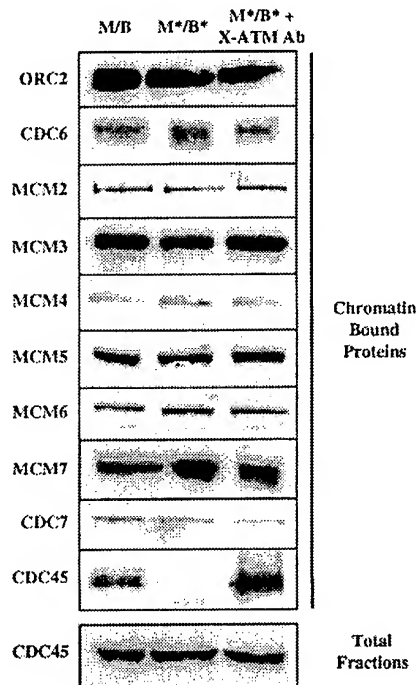 M/B M*/B* M*/B* +
X-ATM Ab
ORC2
CDC6
MCM2
MCM3
MCM4
MCM5
MCM6
MCM7
CDC7
CDC45
Chromatin
Bound
Proteins
CDC45
Total
Fractions